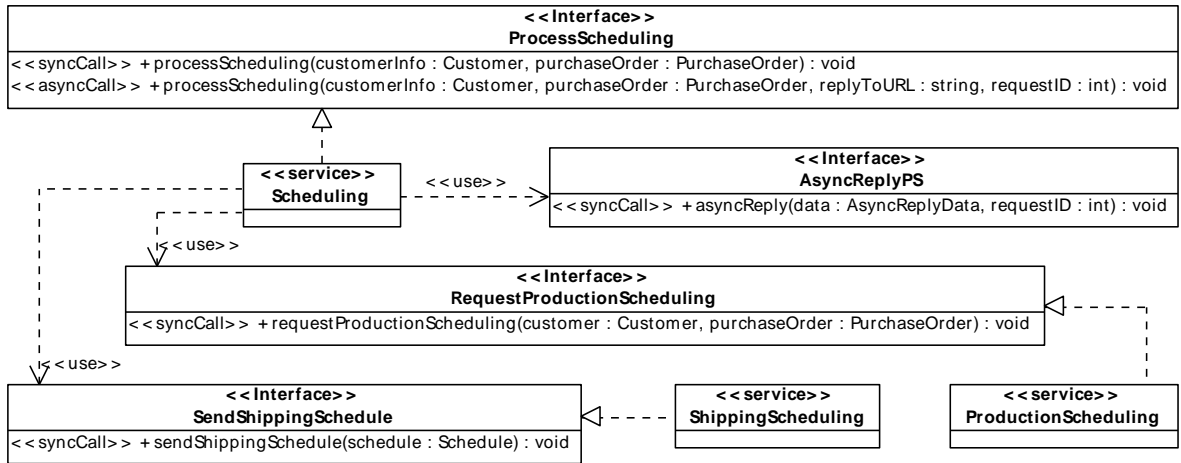 <<Interface>>
ProcessScheduling
<<syncCall>> +processScheduling(customerInfo : Customer, purchaseOrder : PurchaseOrder) : void
<<asyncCall>> +processScheduling(customerInfo : Customer, purchaseOrder : PurchaseOrder, replyToURL : string, requestID : int) : void
<<service>>
Scheduling
<<use>>
<<Interface>>
AsyncReplyPS
<<syncCall>> +asyncReply(data : AsyncReplyData, requestID : int) : void
<<use>>
<<Interface>>
RequestProductionScheduling
<<syncCall>> +requestProductionScheduling(customer : Customer, purchaseOrder : PurchaseOrder) : void
<<use>>
<<Interface>>
SendShippingSchedule
<<syncCall>> +sendShippingSchedule(schedule : Schedule) : void
<<service>>
ShippingScheduling
<<service>>
ProductionScheduling